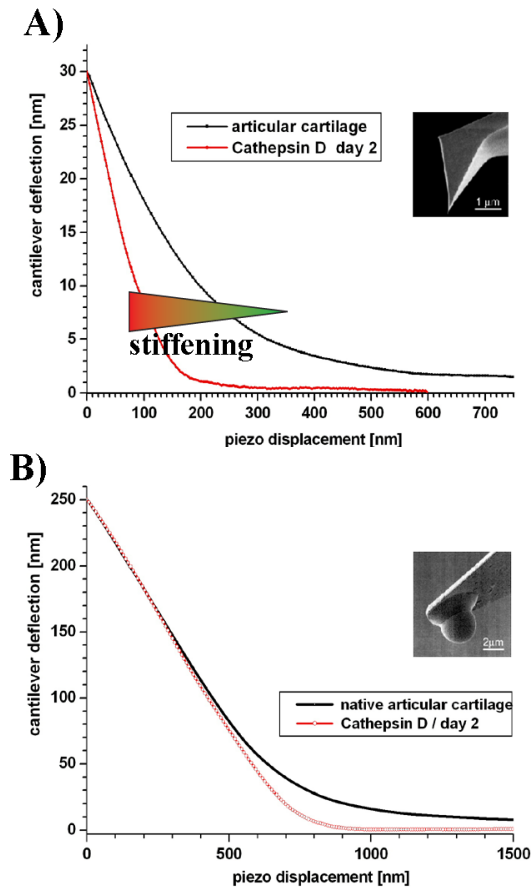 A)
30
25
20
15
10
5
0
cantilever deflection [nm]
articular cartilage
Cathepsin D day 2
1 µm
stiffening
0 100 200 300 400 500 600 700
piezo displacement [nm]
B)
250
200
150
100
50
0
cantilever deflection [nm]
2µm
native articular cartilage
Cathepsin D / day 2
0 500 1000 1500
piezo displacement [nm]